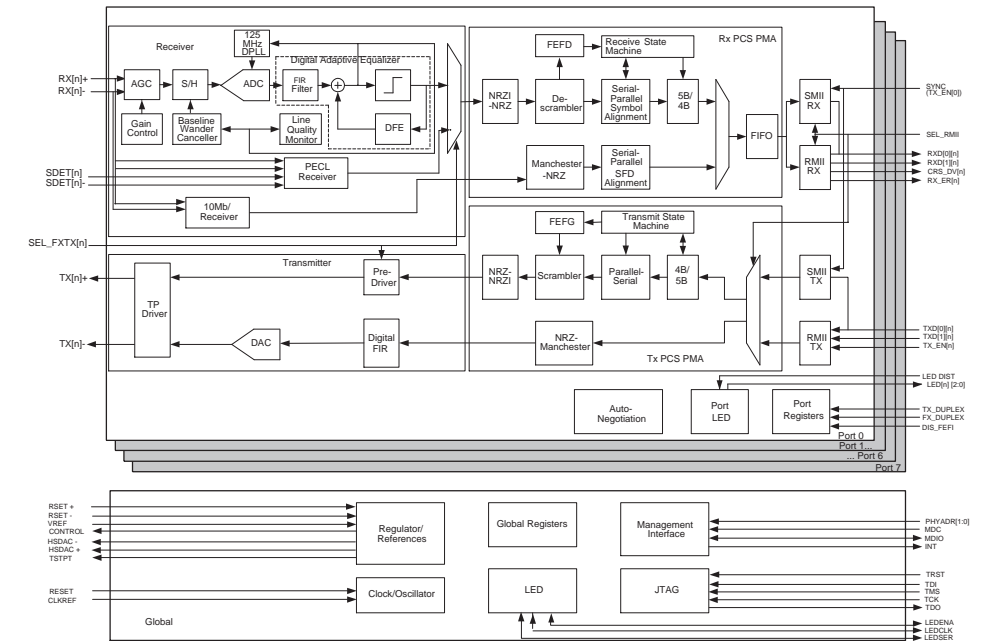 Receiver
125
MHz
DPLL
Digital Adaptive Equalizer
RX[n]+
RX[n]-
AGC
S/H
ADC
FIR
Filter
Gain
Control
Baseline
Wander
Canceller
Line
Quality
Monitor
DFE
SDET[n]
SDET[n]-
PECL
Receiver
10Mb/
Receiver
SEL_FXTX[n]
Rx PCS PMA
FEFD
Receive State
Machine
NRZI
-NRZ
De-
scrambler
Serial-
Parallel
Symbol
Alignment
5B/
4B
Manchester
-NRZ
Serial-
Parallel
SFD
Alignment
FIFO
SMII
RX
RMII
RX
SYNC
(TX_EN[0])
SEL_RMII
RXD[0][n]
RXD[1][n]
CRS_DV[n]
RX_ER[n]
Transmitter
TX[n]+
TX[n]-
TP
Driver
Pre-
Driver
DAC
Digital
FIR
FEFG
Transmit State
Machine
NRZ-
NRZI
Scrambler
Parallel-
Serial
4B/
5B
NRZ-
Manchester
Tx PCS PMA
SMII
TX
RMII
TX
TXD[0][n]
TXD[1][n]
TX_EN[n]
Auto-
Negotiation
Port
LED
Port
Registers
LED DIST
LED[n] [2:0]
TX_DUPLEX
FX_DUPLEX
DIS_FEFI
Port 0
Port 1...
... Port 6
Port 7
RSET +
RSET -
VREF
CONTROL
HSDAC -
HSDAC +
TSTPT
Regulator/
References
Global Registers
Management
Interface
PHYADR[1:0]
MDC
MDIO
INT
RESET
CLKREF
Clock/Oscillator
LED
JTAG
TRST
TDI
TMS
TCK
TDO
Global
LEDENA
LEDCLK
LEDSER